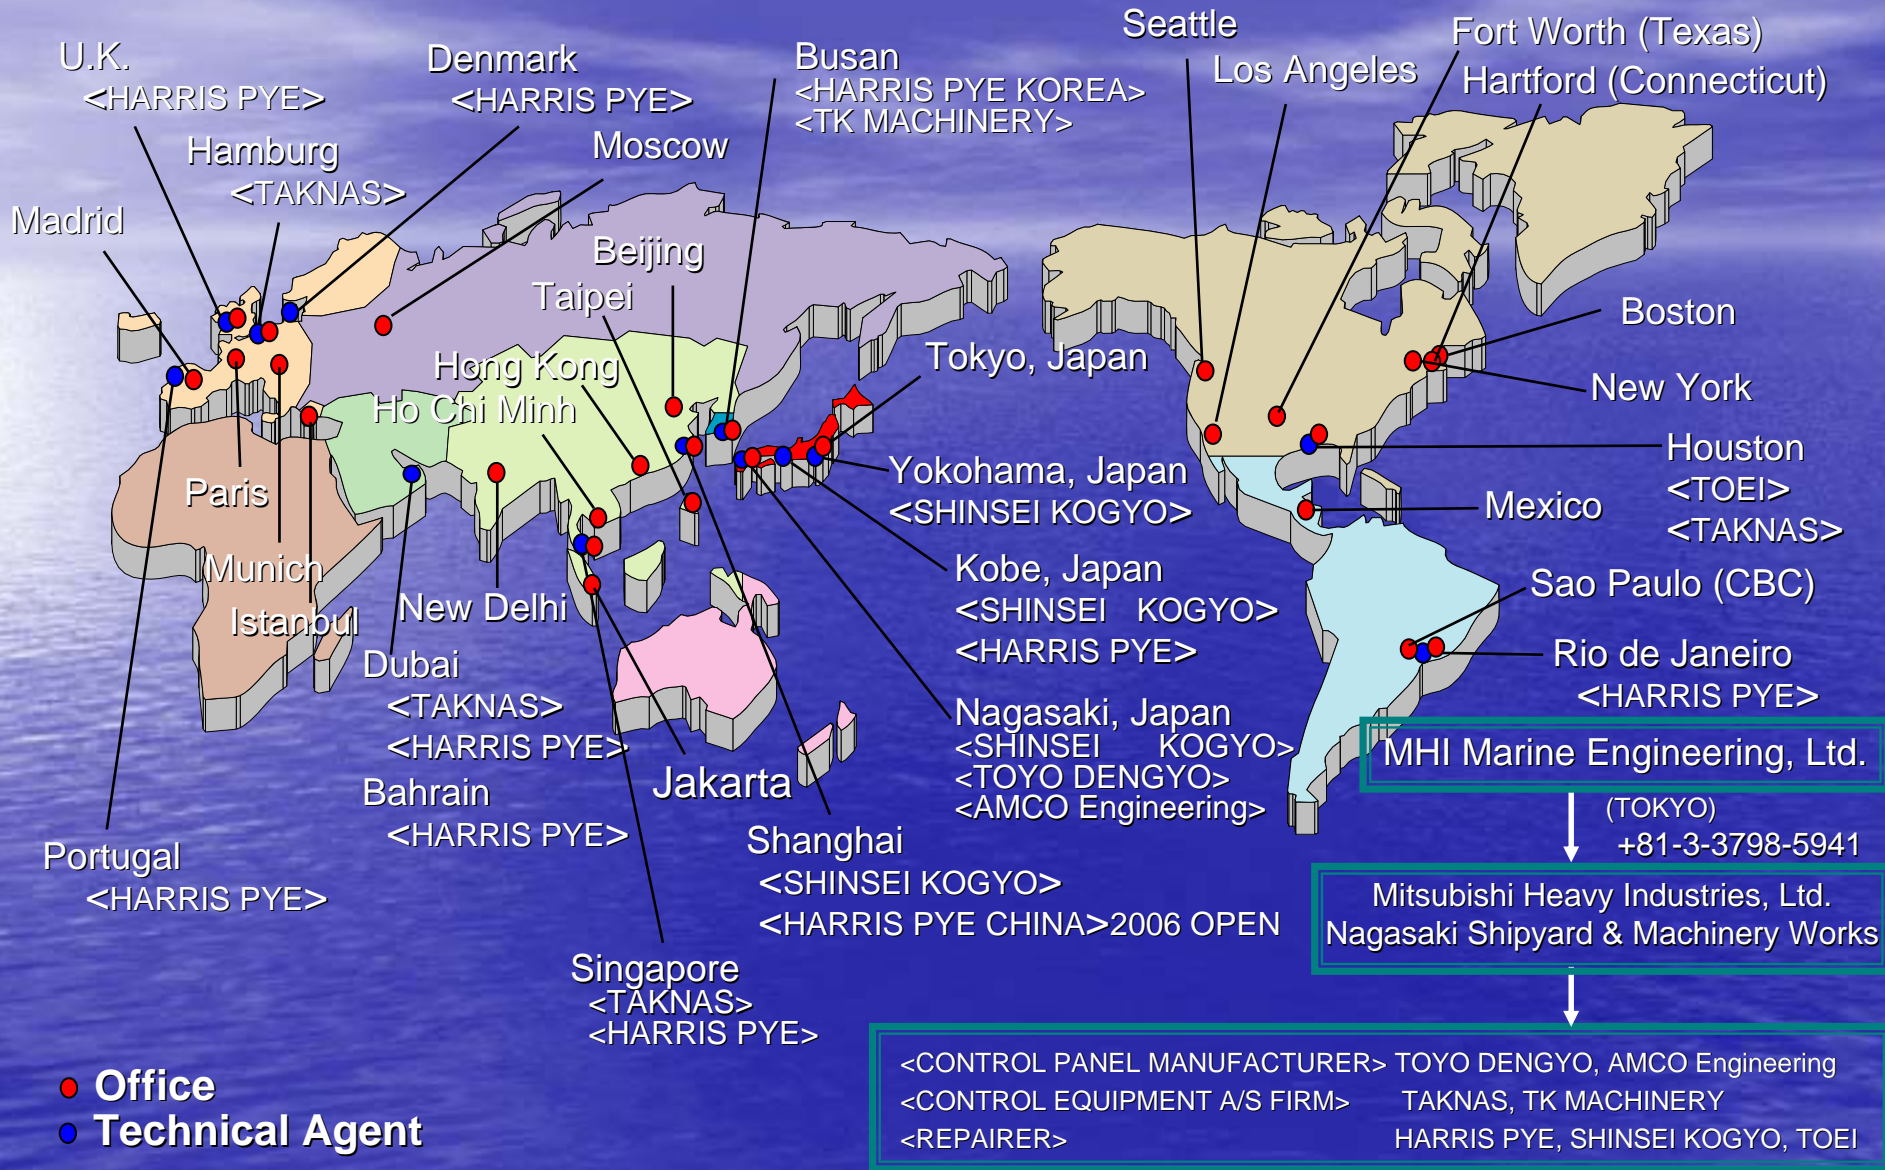 Seattle
Fort Worth (Texas)
U.K.
<HARRIS PYE>
Denmark
<HARRIS PYE>
Busan
<HARRIS PYE KOREA>
<TK MACHINERY>
Los Angeles
Hartford (Connecticut)
Hamburg
<TAKNAS>
Moscow
Madrid
Beijing
Taipei
Boston
Hong Kong
Tokyo, Japan
Ho Chi Minh
New York
Houston
<TOEI>
<TAKNAS>
Paris
Yokohama, Japan
<SHINSEI KOGYO>
Mexico
Munich
Kobe, Japan
<SHINSEI KOGYO>
<HARRIS PYE>
Sao Paulo (CBC)
Istanbul
New Delhi
Dubai
<TAKNAS>
<HARRIS PYE>
Rio de Janeiro
<HARRIS PYE>
Nagasaki, Japan
<SHINSEI KOGYO>
<TOYO DENGYO>
<AMCO Engineering>
Bahrain
<HARRIS PYE>
Jakarta
MHI Marine Engineering, Ltd.
(TOKYO)
+81-3-3798-5941
Portugal
<HARRIS PYE>
Shanghai
<SHINSEI KOGYO>
<HARRIS PYE CHINA>2006 OPEN
Mitsubishi Heavy Industries, Ltd.
Nagasaki Shipyard & Machinery Works
Singapore
<TAKNAS>
<HARRIS PYE>
Office
Technical Agent
<CONTROL PANEL MANUFACTURER> TOYO DENGYO, AMCO Engineering
<CONTROL EQUIPMENT A/S FIRM> TAKNAS, TK MACHINERY
<REPAIRER> HARRIS PYE, SHINSEI KOGYO, TOEI